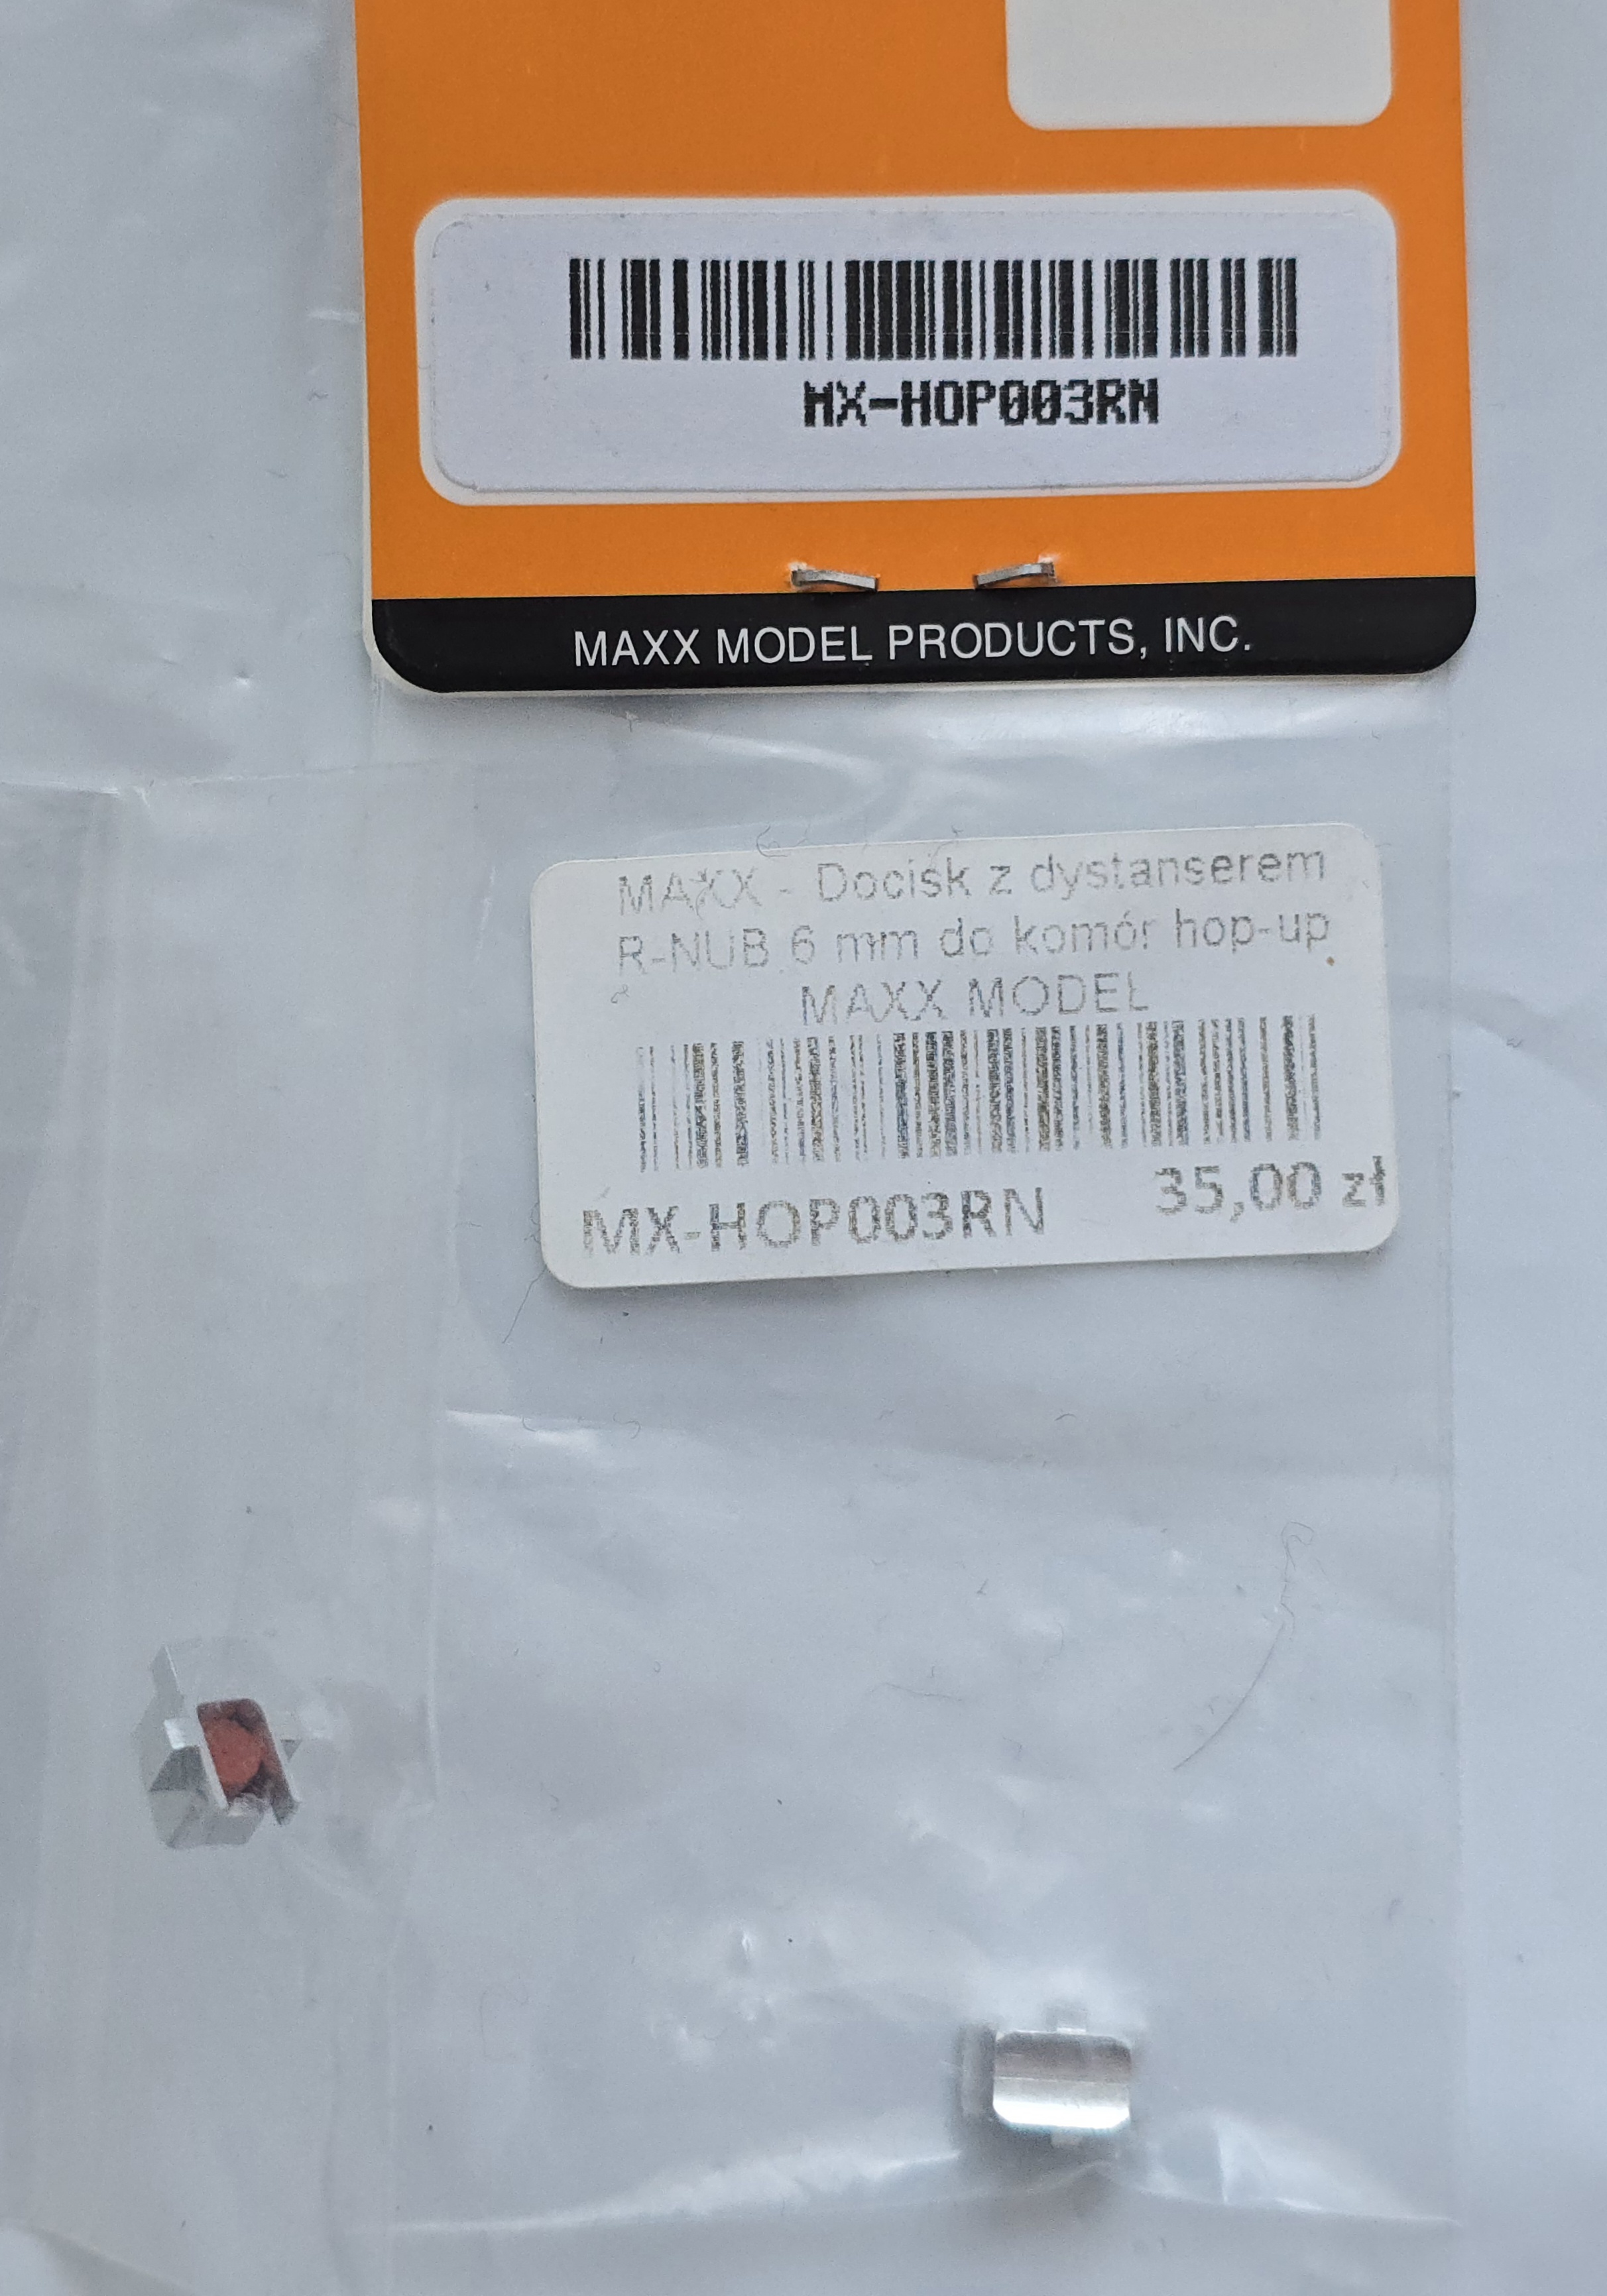 MX-HOP003RN
MAXX MODEL PRODUCTS, INC.
MAXX - Docisk z dystanserem
R-NUB 6 mm do komór hop-up
MAXX MODEL
MX-HOP003RN 35,00 zł